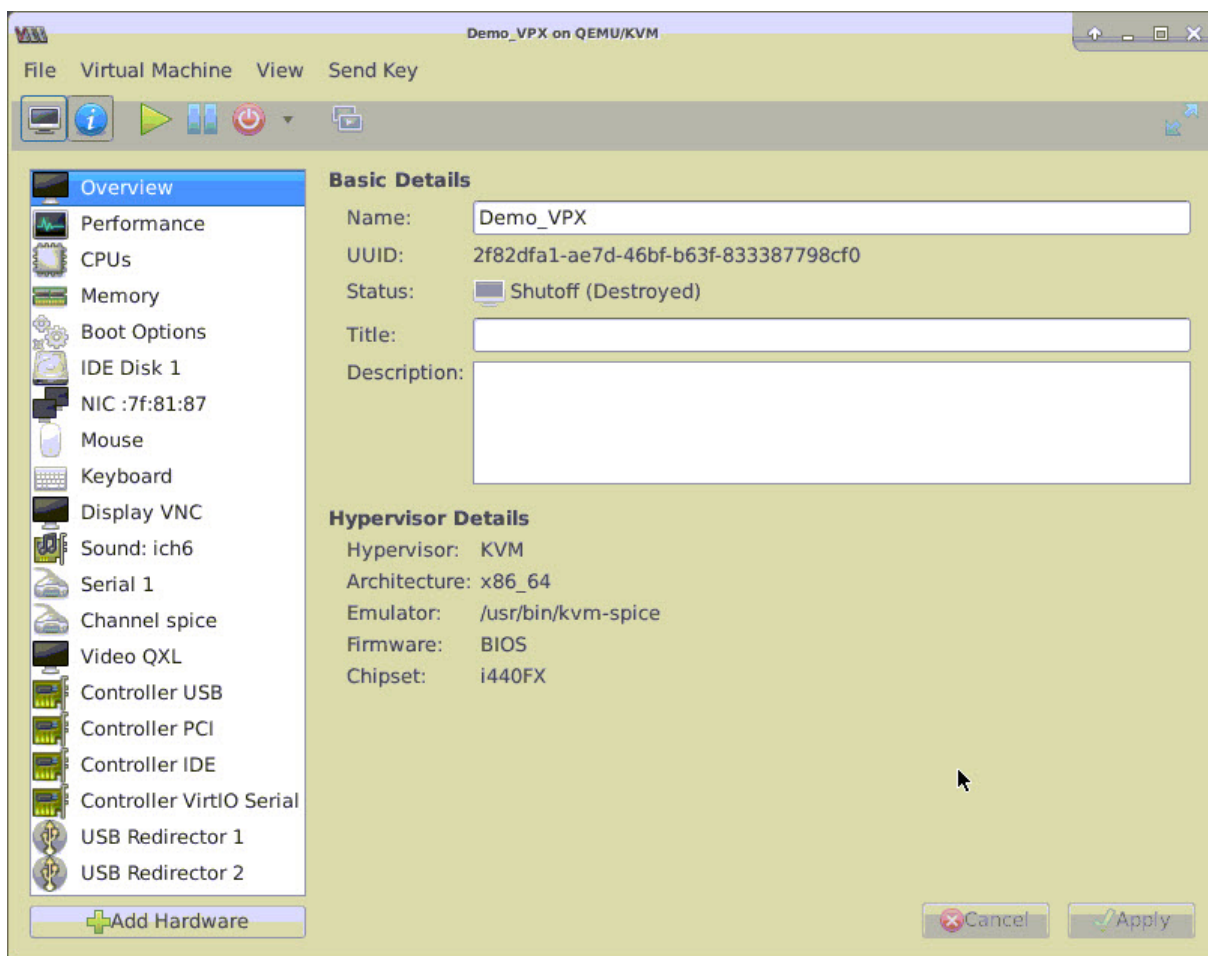 Demo_VPX on QEMU/KVM
File Virtual Machine View Send Key
Overview
Performance
CPUs
Memory
Boot Options
IDE Disk 1
NIC :7f:81:87
Mouse
Keyboard
Display VNC
Sound: ich6
Serial 1
Channel spice
Video QXL
Controller USB
Controller PCI
Controller IDE
Controller VirtIO Serial
USB Redirector 1
USB Redirector 2
Add Hardware
Basic Details
Name: Demo_VPX
UUID: 2f82dfa1-ae7d-46bf-b63f-833387798cf0
Status: Shutoff (Destroyed)
Title:
Description:
Hypervisor Details
Hypervisor: KVM
Architecture: x86_64
Emulator: /usr/bin/kvm-spice
Firmware: BIOS
Chipset: i440FX
Cancel Apply